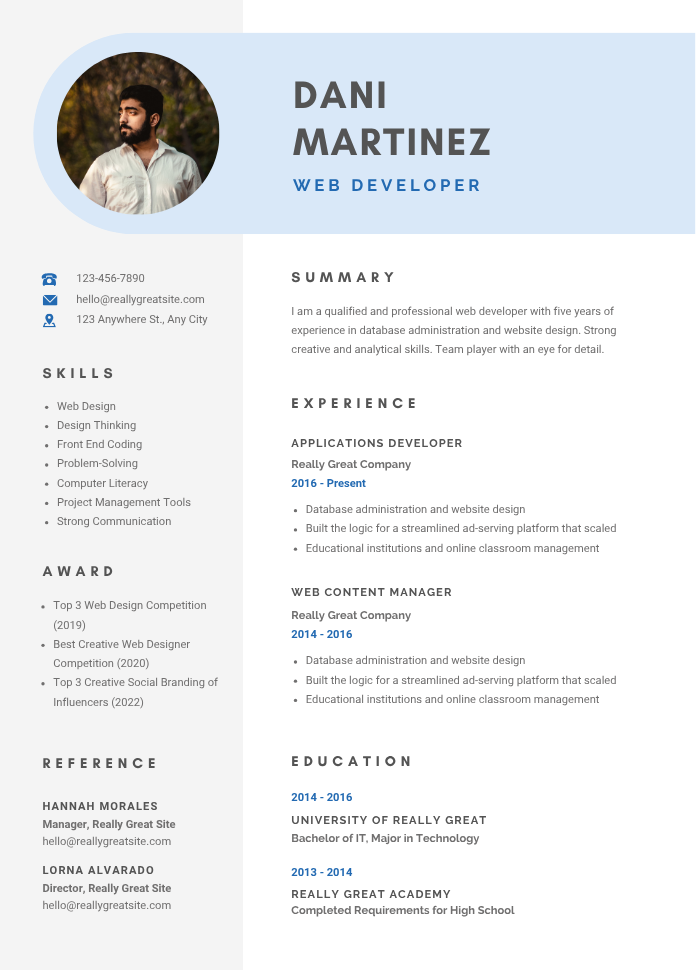 DANI
MARTINEZ
WEB DEVELOPER
123-456-7890
hello@reallygreatsite.com
123 Anywhere St., Any City
SKILLS
• Web Design
• Design Thinking
• Front End Coding
• Problem-Solving
• Computer Literacy
• Project Management Tools
• Strong Communication
AWARD
• Top 3 Web Design Competition
(2019)
• Best Creative Web Designer
Competition (2020)
• Top 3 Creative Social Branding of
Influencers (2022)
REFERENCE
HANNAH MORALES
Manager, Really Great Site
hello@reallygreatsite.com
LORNA ALVARADO
Director, Really Great Site
hello@reallygreatsite.com
SUMMARY
I am a qualified and professional web developer with five years of
experience in database administration and website design. Strong
creative and analytical skills. Team player with an eye for detail.
EXPERIENCE
APPLICATIONS DEVELOPER
Really Great Company
2016 - Present
• Database administration and website design
• Built the logic for a streamlined ad-serving platform that scaled
• Educational institutions and online classroom management
WEB CONTENT MANAGER
Really Great Company
2014 - 2016
• Database administration and website design
• Built the logic for a streamlined ad-serving platform that scaled
• Educational institutions and online classroom management
EDUCATION
2014 - 2016
UNIVERSITY OF REALLY GREAT
Bachelor of IT, Major in Technology
2013 - 2014
REALLY GREAT ACADEMY
Completed Requirements for High School